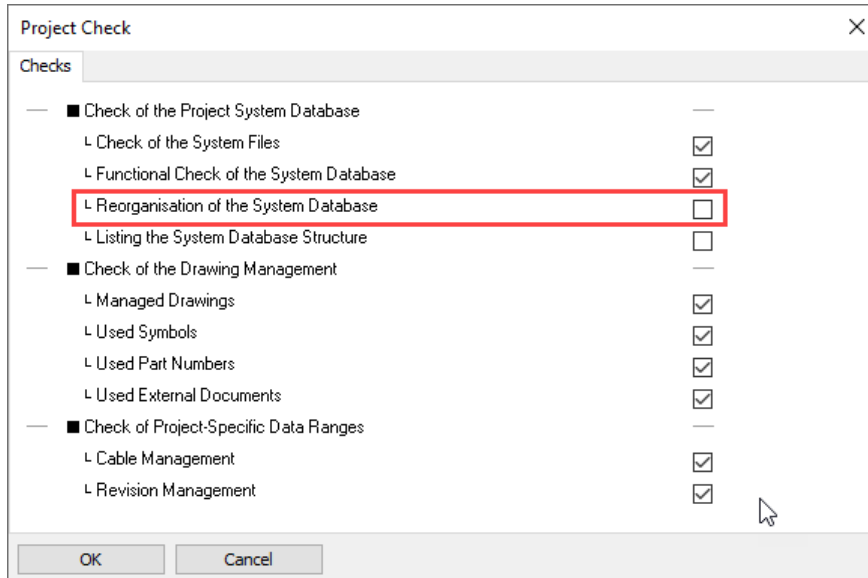 Project Check
Checks
Check of the Project System Database
Check of the System Files
Functional Check of the System Database
Reorganisation of the System Database
Listing the System Database Structure
Check of the Drawing Management
Managed Drawings
Used Symbols
Used Part Numbers
Used External Documents
Check of Project-Specific Data Ranges
Cable Management
Revision Management
OK Cancel